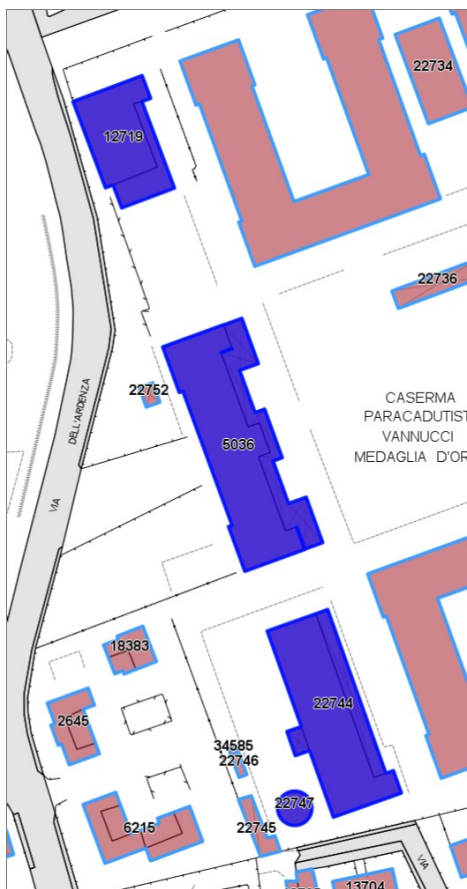 22734
12719
22736
22752
CASERMA
PARACADUTIST
VANNUCCI
MEDAGLIA D'OR
DELL'ARDENZA
5036
VIA
18383
2645
22744
34585
22746
22747
6215
22745
VIA
13704